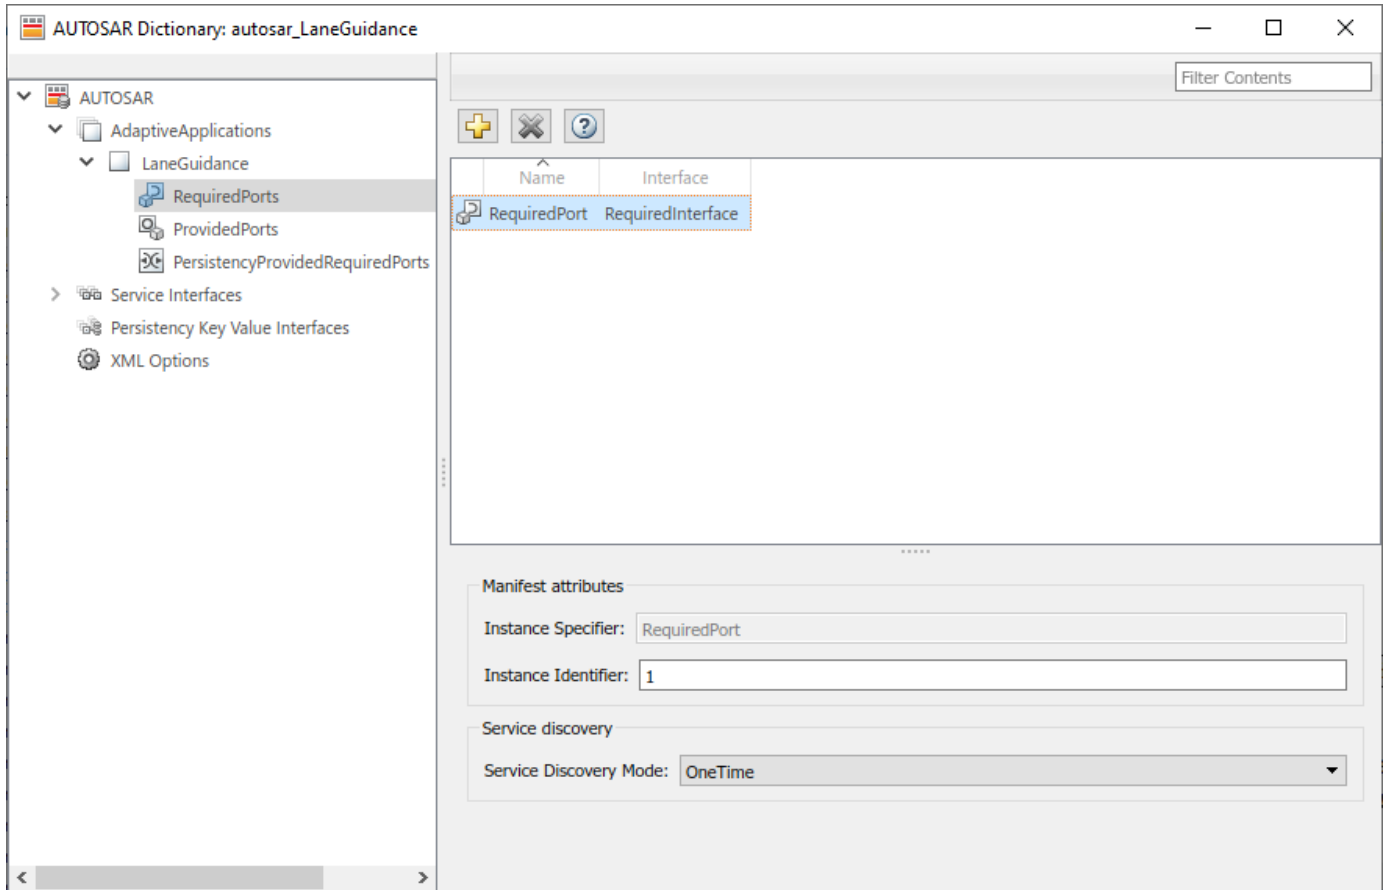 AUTOSAR Dictionary: autosar_LaneGuidance
AUTOSAR
AdaptiveApplications
LaneGuidance
RequiredPorts
ProvidedPorts
PersistencyProvidedRequiredPorts
Service Interfaces
Persistency Key Value Interfaces
XML Options
Filter Contents
Name Interface
RequiredPort RequiredInterface
Manifest attributes
Instance Specifier: RequiredPort
Instance Identifier: 1
Service discovery
Service Discovery Mode: OneTime